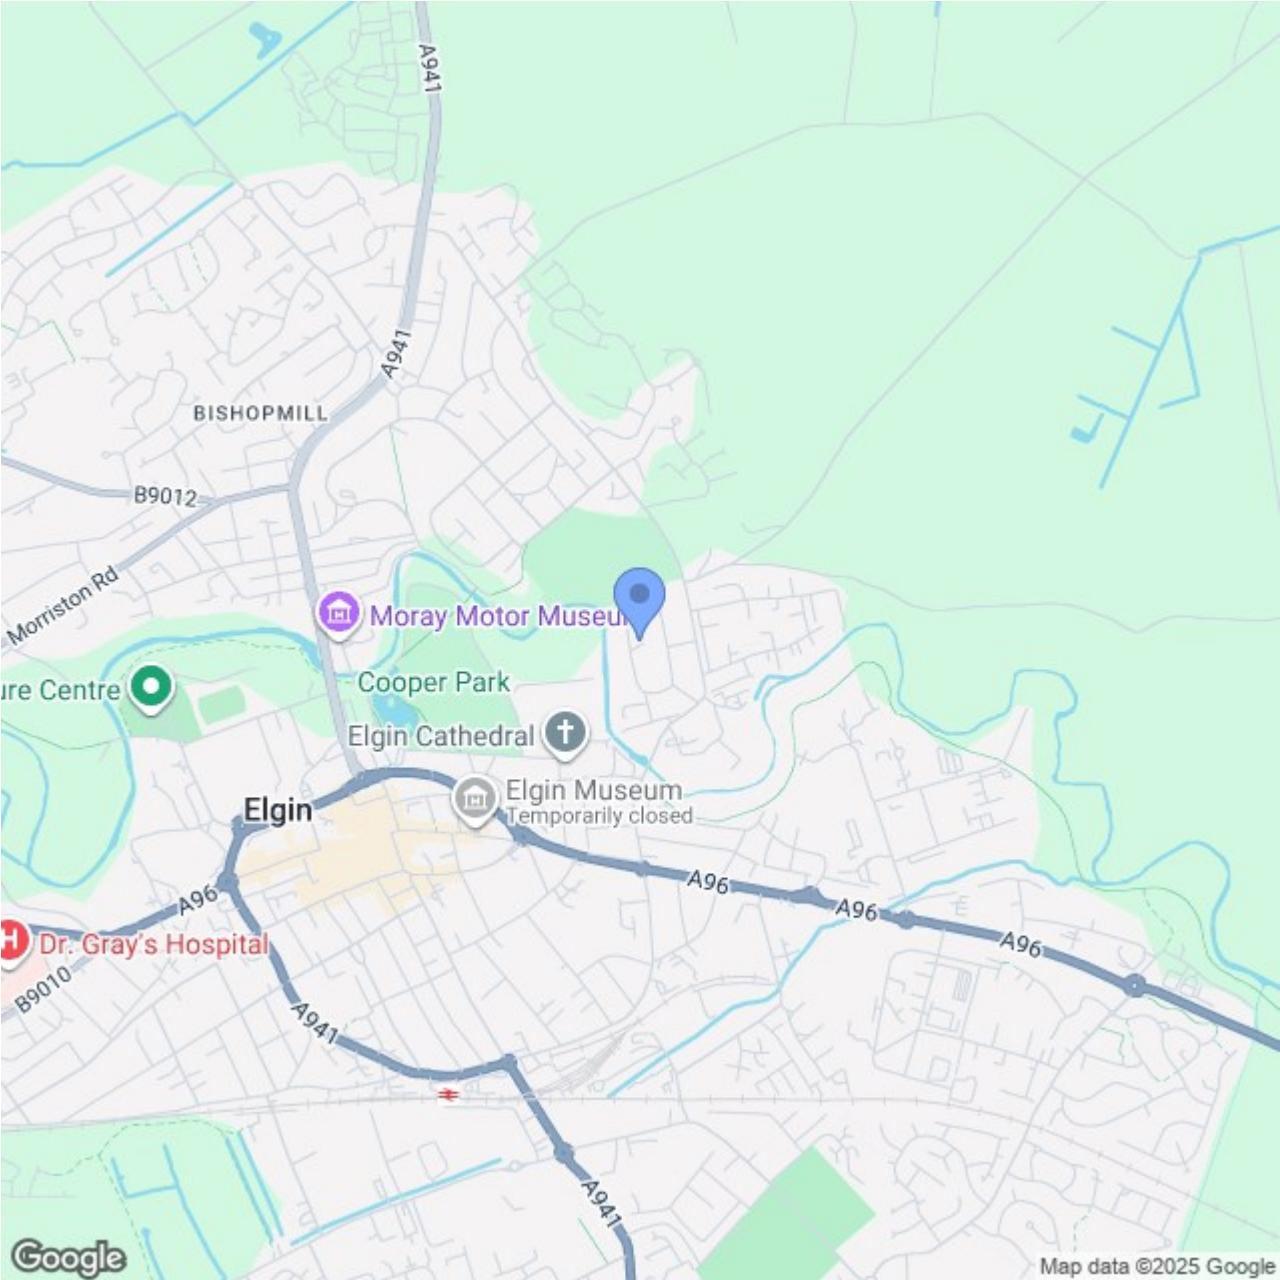 A941
A941
BISHOPMILL
B9012
Morriston Rd
Moray Motor Museu
Cooper Park
ure Centre
Elgin Cathedral
Elgin Museum
Temporarily closed
Elgin
A96
A96
A96
A96
H
Dr. Gray's Hospital
B9010
A941
A941
Google
Map data ©2025 Google